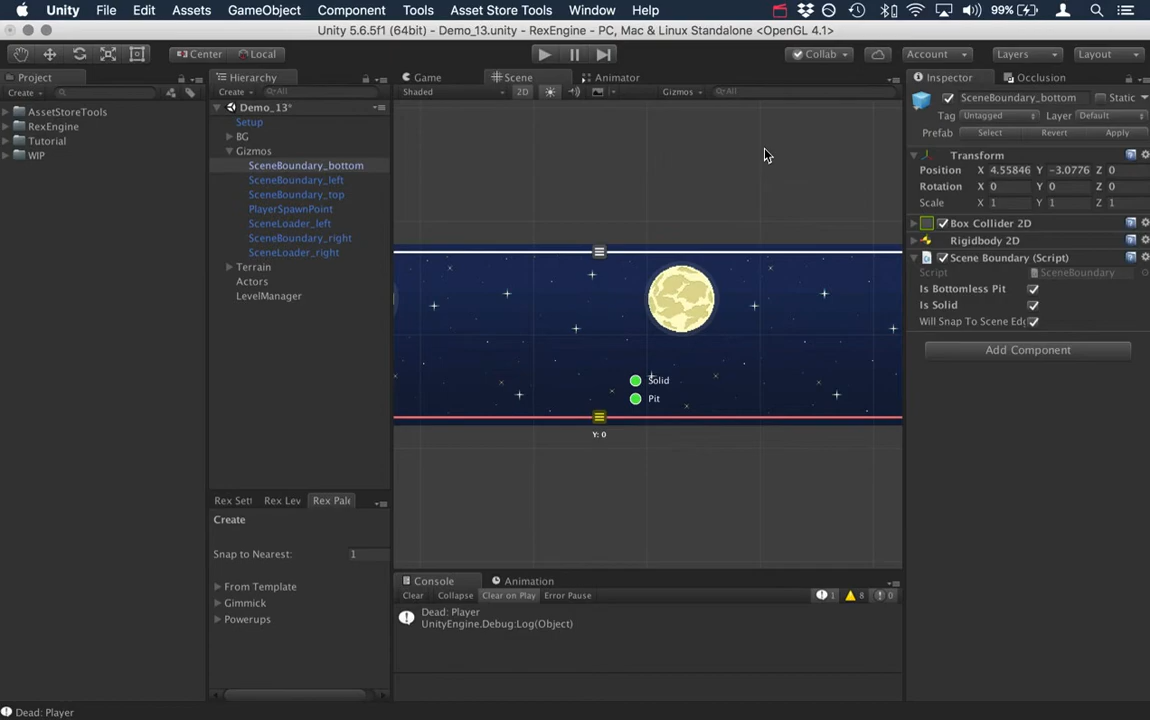 Unity File Edit Assets GameObject Component Tools Asset Store Tools Window Help 99%
Unity 5.6.5f1 (64bit) - Demo_13.unity - RexEngine - PC, Mac & Linux Standalone <OpenGL 4.1>
Center Local Collab Account Layers Layout
Project Hierarchy Game Scene Animator Inspector Occlusion
Create Create All Shaded 2D Gizmos All SceneBoundary_bottom Static
AssetStoreTools
RexEngine
Tutorial
WIP
Demo_13*
Setup
BG
Gizmos
SceneBoundary_bottom
SceneBoundary_left
SceneBoundary_top
PlayerSpawnPoint
SceneLoader_left
SceneBoundary_right
SceneLoader_right
Terrain
Actors
LevelManager
Tag Untagged Layer Default
Prefab Select Revert Apply
Transform
Position X 4.55846 Y -3.0776 Z 0
Rotation X 0 Y 0 Z 0
Scale X 1 Y 1 Z 1
Box Collider 2D
Rigidbody 2D
Scene Boundary (Script)
Script SceneBoundary
Is Bottomless Pit
Is Solid
Will Snap To Scene Edg
Add Component
Solid
Pit
Y: 0
Rex Sett Rex Lev Rex Pale
Create
Snap to Nearest: 1
From Template
Gimmick
Powerups
Console Animation
Clear Collapse Clear on Play Error Pause 1 8 0
Dead: Player
UnityEngine.Debug:Log(Object)
Dead: Player